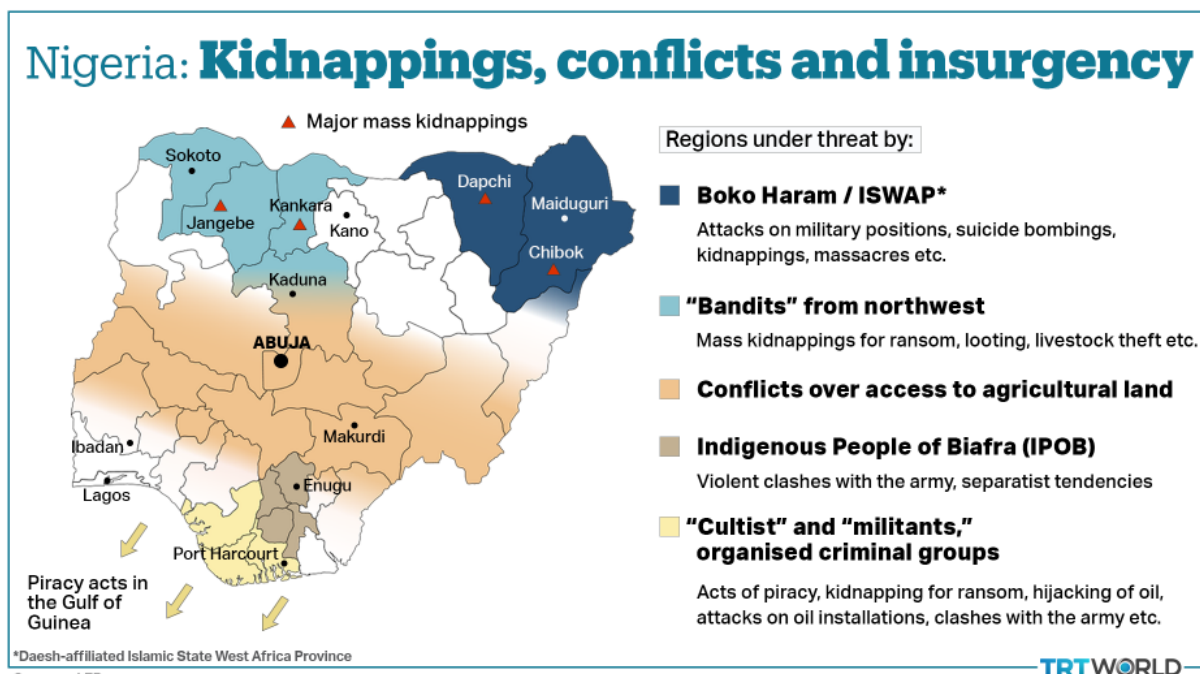 Nigeria: Kidnappings, conflicts and insurgency
Major mass kidnappings
Sokoto
Jangebe
Kankara
Kano
Dapchi
Maiduguri
Chibok
Kaduna
ABUJA
Makurdi
Ibadan
Lagos
Enugu
Port Harcourt
Piracy acts in
the Gulf of
Guinea
Regions under threat by:
Boko Haram / ISWAP*
Attacks on military positions, suicide bombings,
kidnappings, massacres etc.
“Bandits” from northwest
Mass kidnappings for ransom, looting, livestock theft etc.
Conflicts over access to agricultural land
Indigenous People of Biafra (IPOB)
Violent clashes with the army, separatist tendencies
“Cultist” and “militants,”
organised criminal groups
Acts of piracy, kidnapping for ransom, hijacking of oil,
attacks on oil installations, clashes with the army etc.
*Daesh-affiliated Islamic State West Africa Province
TRTWORLD